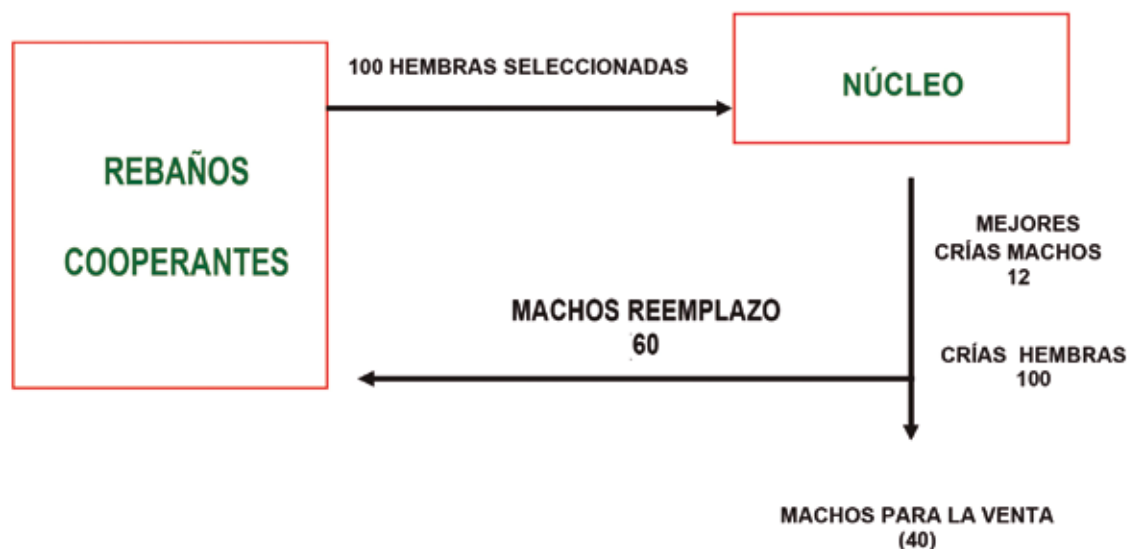 100 HEMBRAS SELECCIONADAS
NÚCLEO
REBAÑOS
COOPERANTES
MEJORES
CRÍAS MACHOS
12
MACHOS REEMPLAZO
60
CRÍAS HEMBRAS
100
MACHOS PARA LA VENTA
(40)